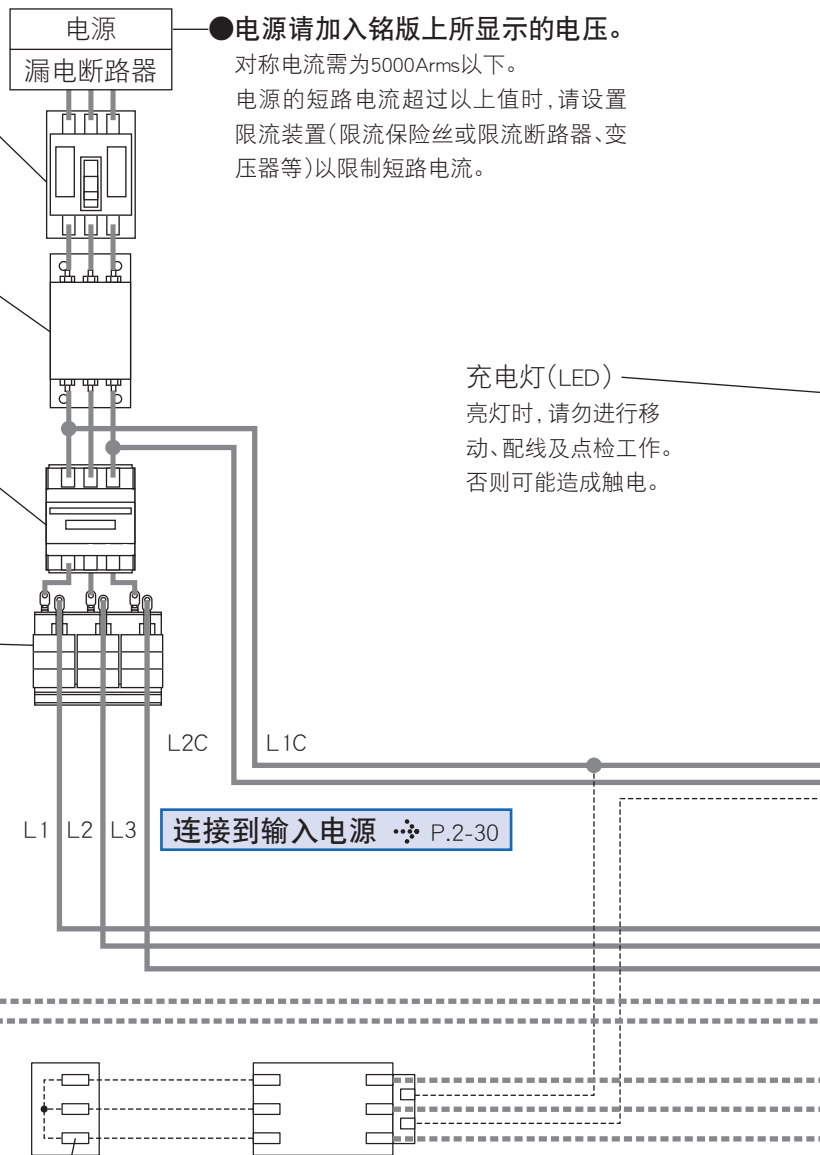 电源
漏电断路器
●电源请加入铭版上所显示的电压。
对称电流需为5000Arms以下。
电源的短路电流超过以上值时,请设置
限流装置(限流保险丝或限流断路器、变
压器等)以限制短路电流。
充电灯(LED)
亮灯时,请勿进行移
动、配线及点检工作。
否则可能造成触电。
L2C
L1C
L1
L2
L3
连接到输入电源 P.2-30